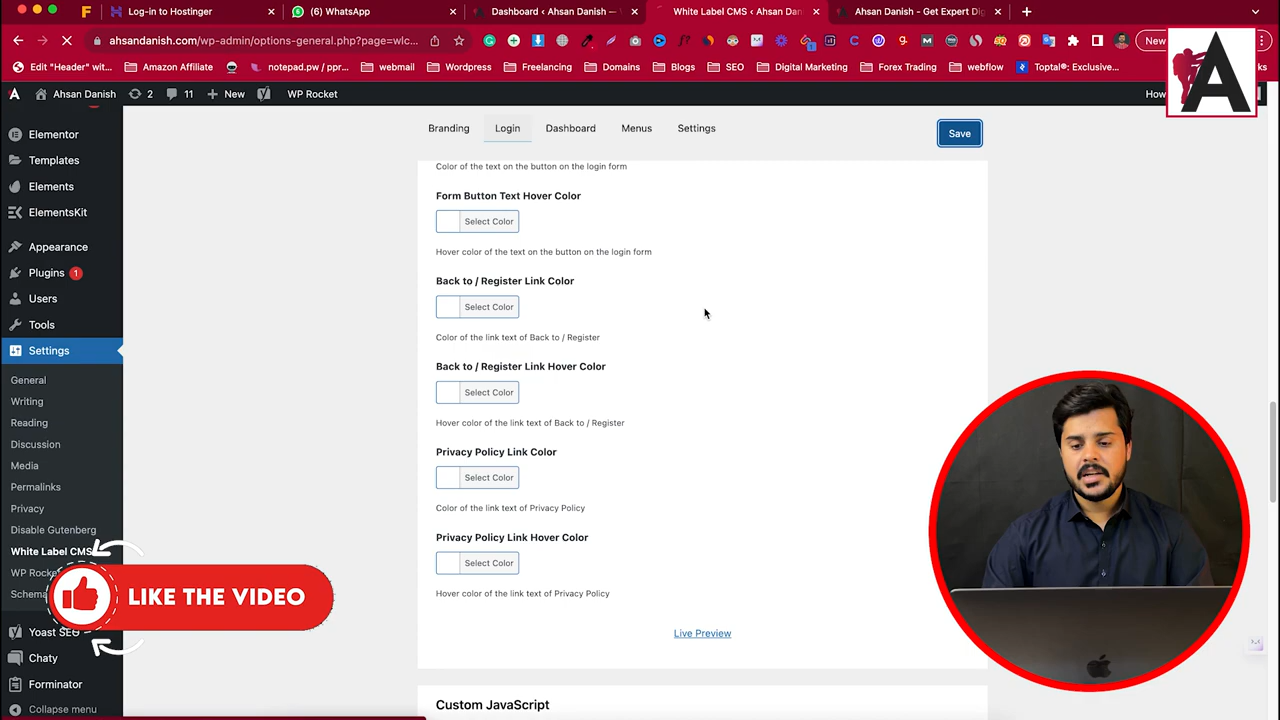 Log-in to Hostinger
(6) WhatsApp
Dashboard ‹ Ahsan Danish —
White Label CMS ‹ Ahsan Dan
Ahsan Danish - Get Expert Dig
ahsandanish.com/wp-admin/options-general.php?page=wlc...
New
Edit "Header" wit...
Amazon Affiliate
notepad.pw / ppr...
webmail
Wordpress
Freelancing
Domains
Blogs
SEO
Digital Marketing
Forex Trading
webflow
Toptal®: Exclusive...
Ahsan Danish
2
11
New
WP Rocket
How
A
Branding
Login
Dashboard
Menus
Settings
Save
Elementor
Templates
Elements
ElementsKit
Appearance
Plugins 1
Users
Tools
Settings
General
Writing
Reading
Discussion
Media
Permalinks
Privacy
Disable Gutenberg
White Label CMS
WP Rocke
Schema
Yoast SEO
Chaty
Forminator
Collapse menu
Color of the text on the button on the login form
Form Button Text Hover Color
Select Color
Hover color of the text on the button on the login form
Back to / Register Link Color
Select Color
Color of the link text of Back to / Register
Back to / Register Link Hover Color
Select Color
Hover color of the link text of Back to / Register
Privacy Policy Link Color
Select Color
Color of the link text of Privacy Policy
Privacy Policy Link Hover Color
Select Color
Hover color of the link text of Privacy Policy
Live Preview
Custom JavaScript
LIKE THE VIDEO